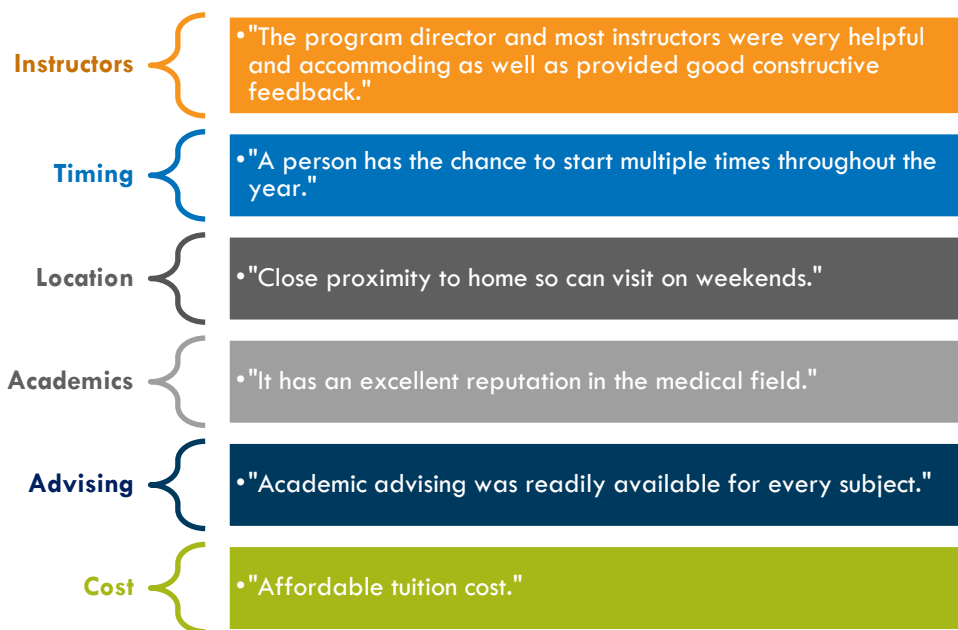 Instructors
•"The program director and most instructors were very helpful
and accommoding as well as provided good constructive
feedback."
Timing
•"A person has the chance to start multiple times throughout the
year."
Location
•"Close proximity to home so can visit on weekends."
Academics
•"It has an excellent reputation in the medical field."
Advising
•"Academic advising was readily available for every subject."
Cost
•"Affordable tuition cost."